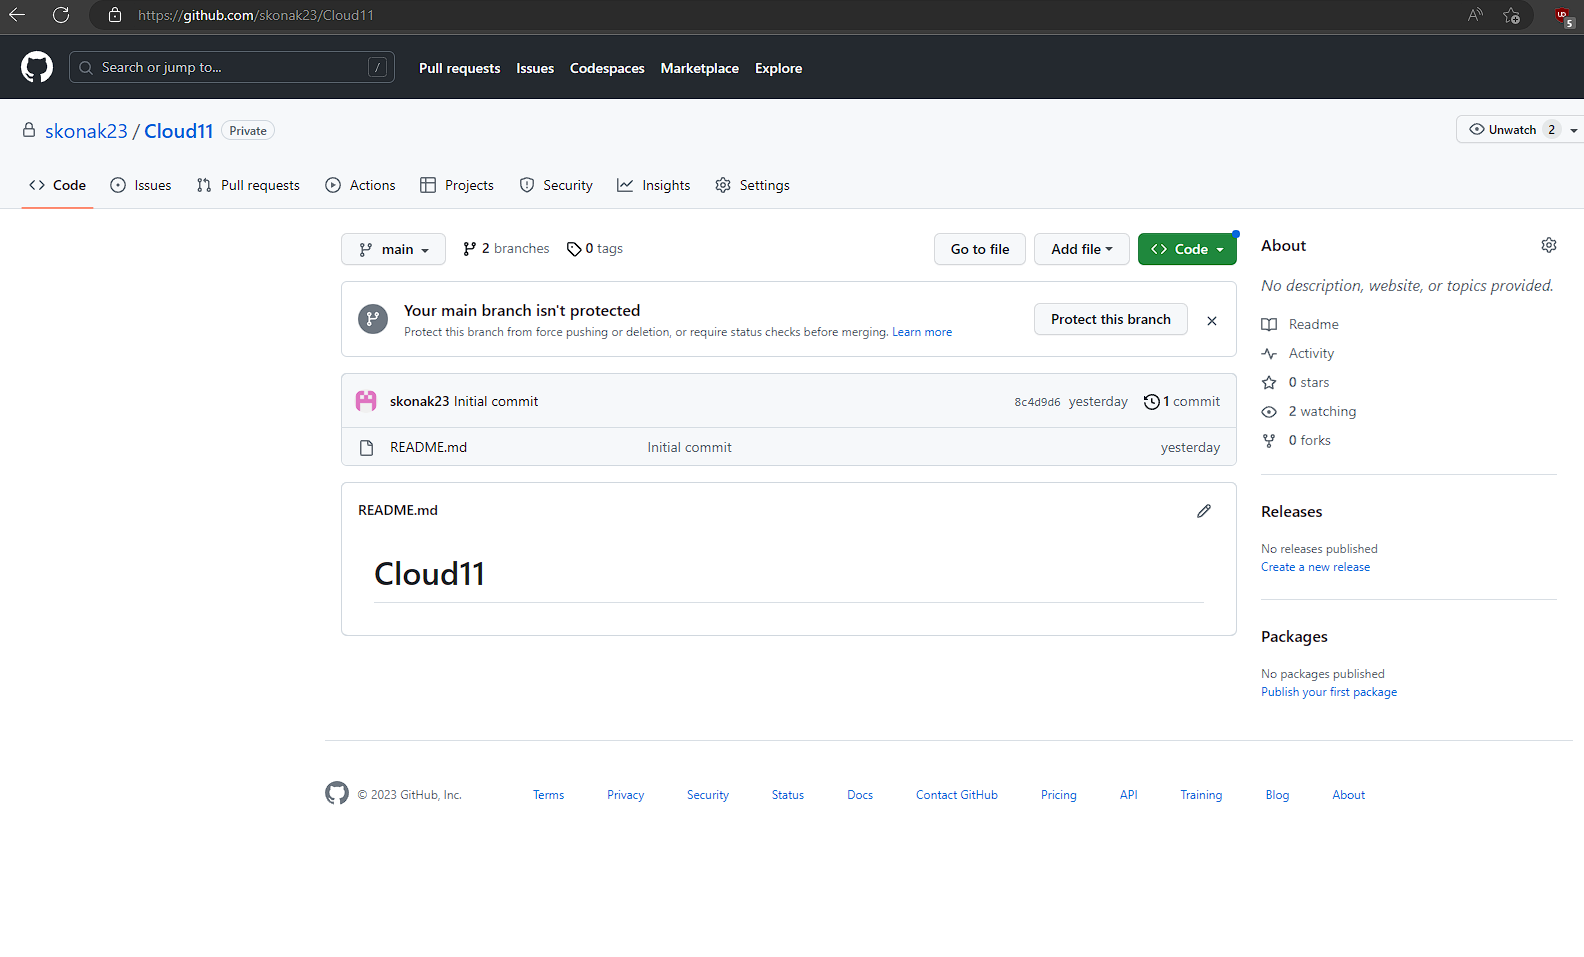 https://github.com/skonak23/Cloud11
UD
5
Search or jump to... / Pull requests Issues Codespaces Marketplace Explore
skonak23 / Cloud11 Private
Unwatch 2
Code Issues Pull requests Actions Projects Security Insights Settings
main 2 branches 0 tags Go to file Add file Code
Your main branch isn't protected
Protect this branch from force pushing or deletion, or require status checks before merging. Learn more
Protect this branch
skonak23 Initial commit 8c4d9d6 yesterday 1 commit
README.md Initial commit yesterday
README.md
Cloud11
About
No description, website, or topics provided.
Readme
Activity
0 stars
2 watching
0 forks
Releases
No releases published
Create a new release
Packages
No packages published
Publish your first package
© 2023 GitHub, Inc. Terms Privacy Security Status Docs Contact GitHub Pricing API Training Blog About